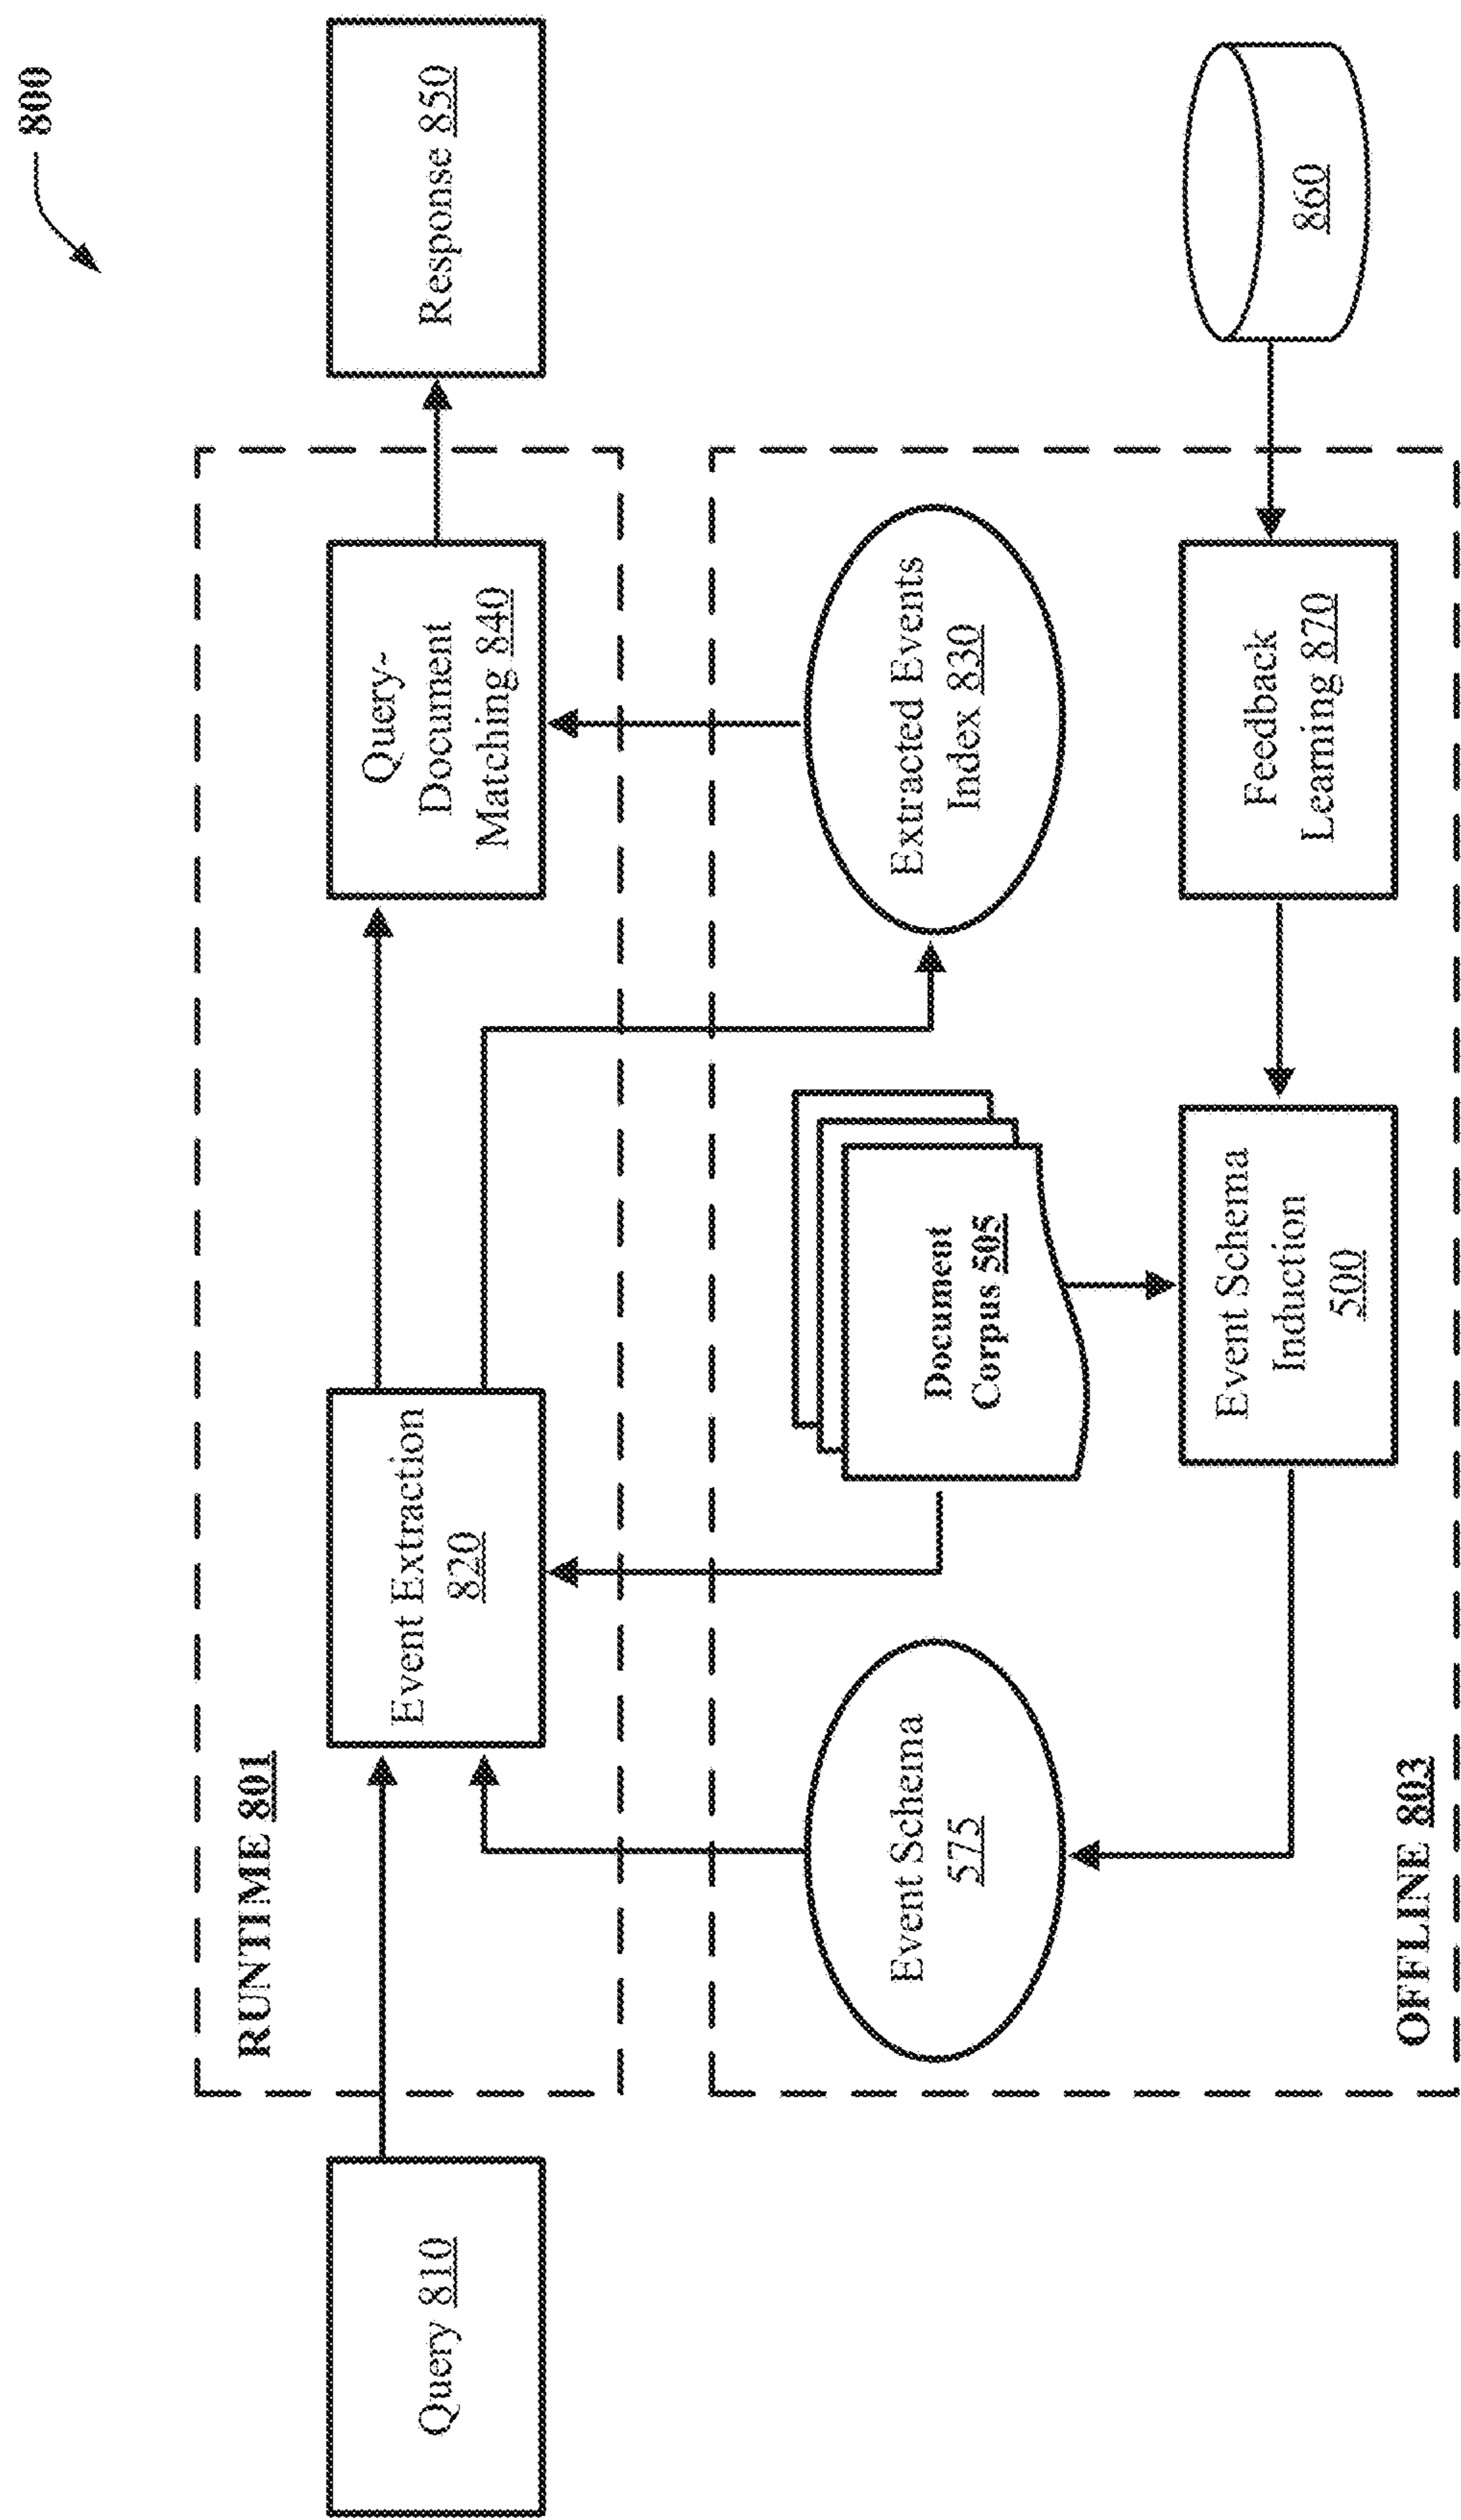 800
RUNTIME 801
Query 810
Event Extraction
820
Query-
Document
Matching 840
Response 850
Event Schema
575
Document
Corpus 505
Extracted Events
Index 830
Event Schema
Induction
500
Feedback
Learning 870
860
OFFLINE 803